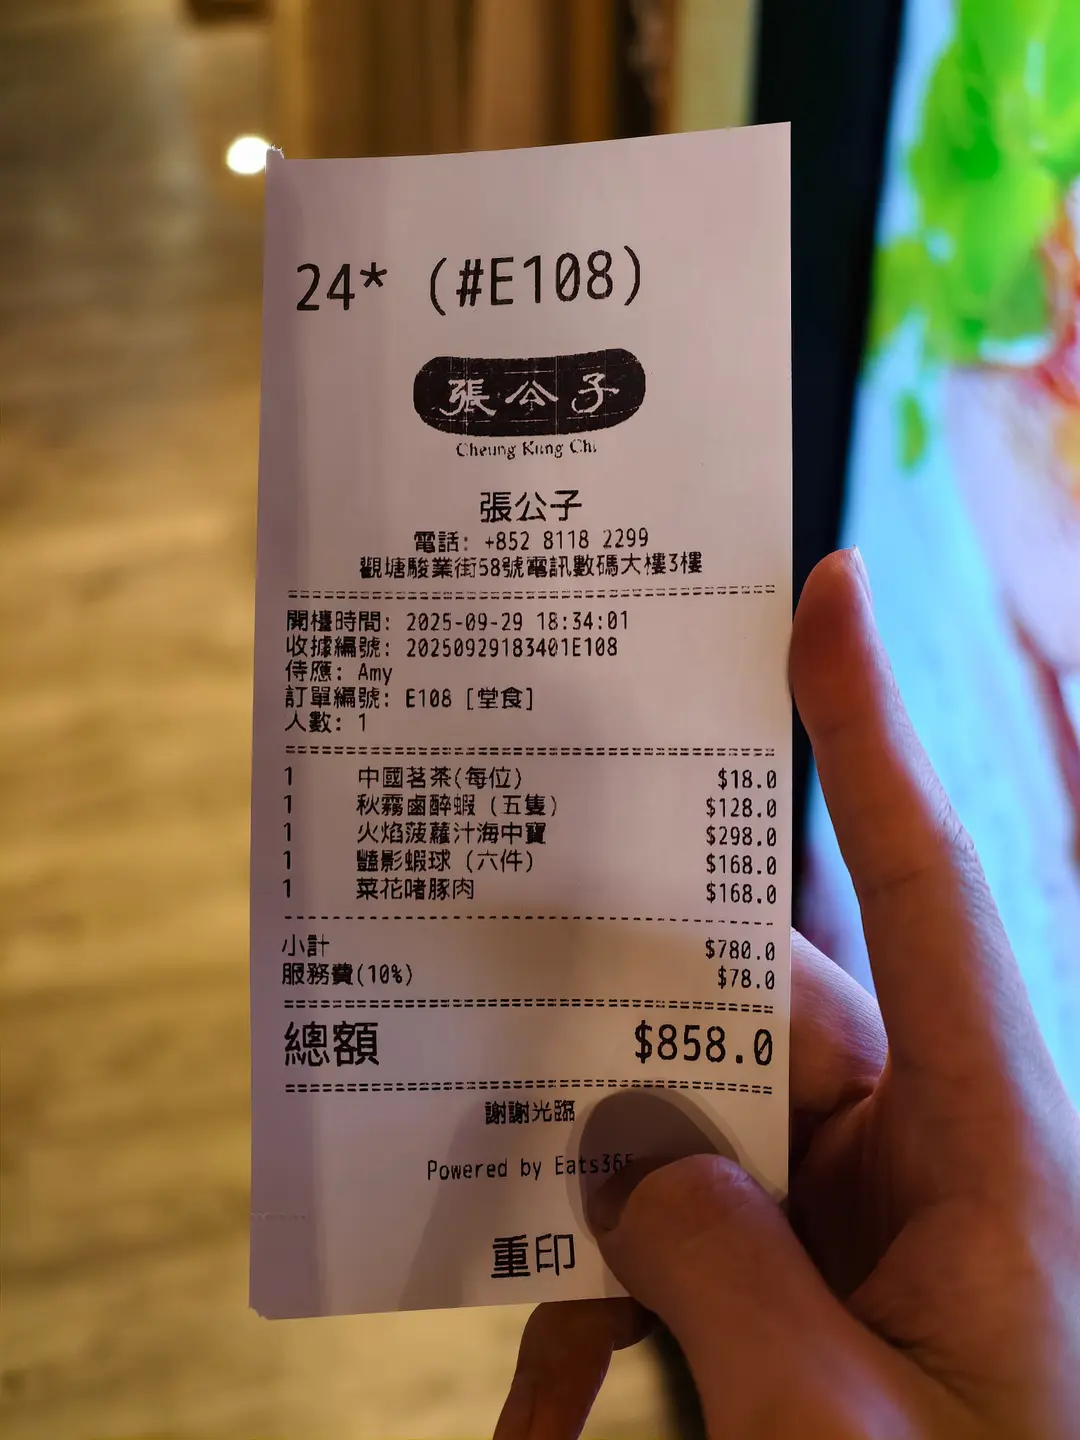 24* (#E108)
張公子
Cheung Kung Chi
張公子
電話: +852 8118 2299
觀塘駿業街58號電訊數碼大樓3樓
開檯時間: 2025-09-29 18:34:01
收據編號: 20250929183401E108
侍應: Amy
訂單編號: E108 [堂食]
人數: 1
1 中國茗茶(每位) $18.0
1 秋霧鹵醉蝦 (五隻) $128.0
1 火焰菠蘿汁海中寶 $298.0
1 豔影蝦球 (六件) $168.0
1 菜花啫豚肉 $168.0
小計 $780.0
服務費(10%) $78.0
總額 $858.0
謝謝光臨
Powered by Eats365
重印